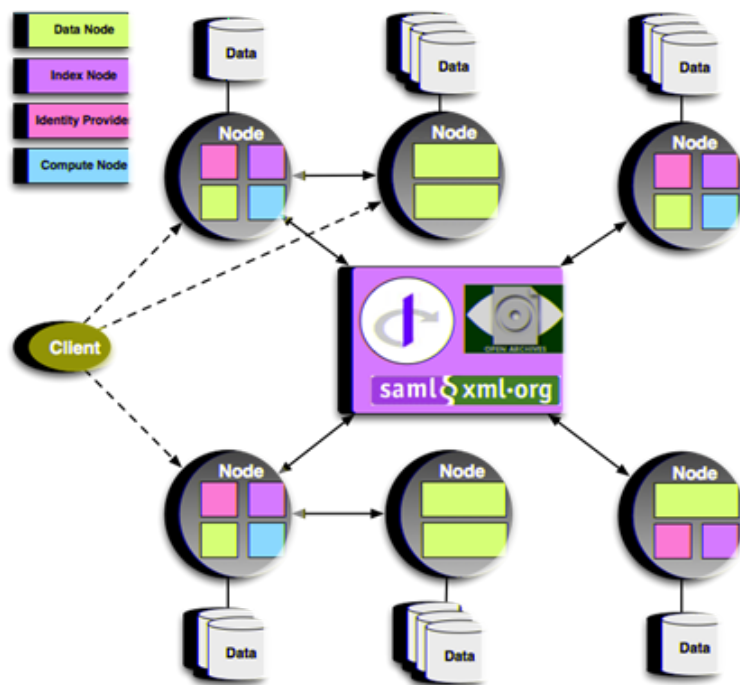 Data Node
Index Node
Identity Provide
Compute Node
Data
Data
Data
Node
Node
Node
Client
OPEN ARCHIVES
saml
xml·org
Node
Node
Node
Data
Data
Data